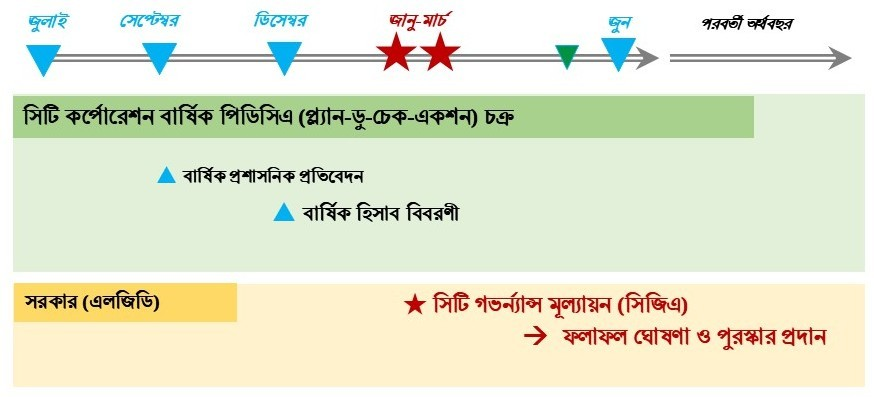 জুলাই সেপ্টেম্বর ডিসেম্বর জানু-মার্চ জুন পরবর্তী অর্থবছর
সিটি কর্পোরেশন বার্ষিক পিডিসিএ (প্ল্যান-ডু-চেক-একশন) চক্র
বার্ষিক প্রশাসনিক প্রতিবেদন
বার্ষিক হিসাব বিবরণী
সরকার (এলজিডি)
সিটি গভর্ন্যান্স মূল্যায়ন (সিজিএ)
→ ফলাফল ঘোষণা ও পুরস্কার প্রদান